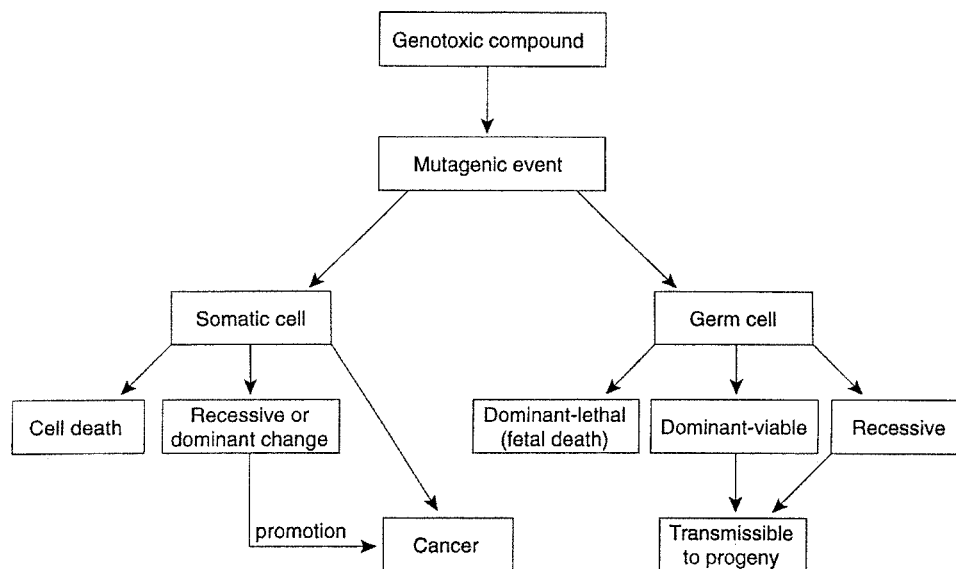 Genotoxic compound
Mutagenic event
Somatic cell
Germ cell
Cell death
Recessive or
dominant change
Dominant-lethal
(fetal death)
Dominant-viable
Recessive
promotion
Cancer
Transmissible
to progeny